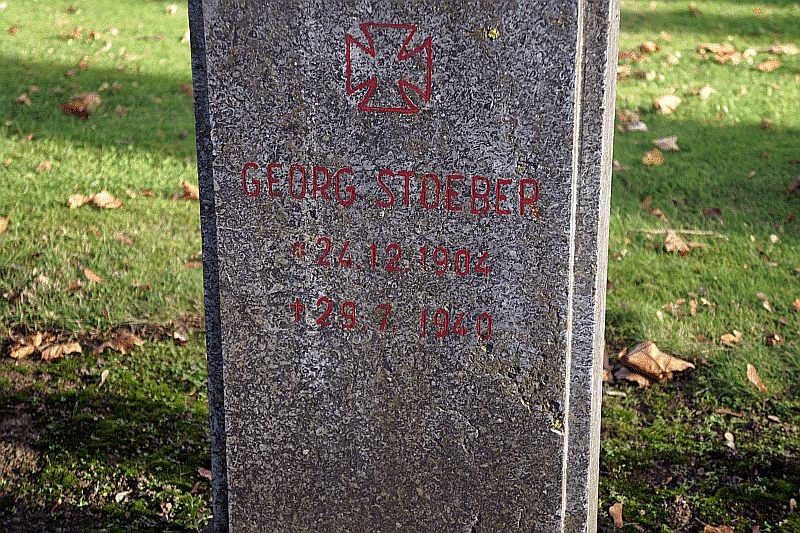 GEORG STOEBER
* 24.12.1904
† 29.7.1940